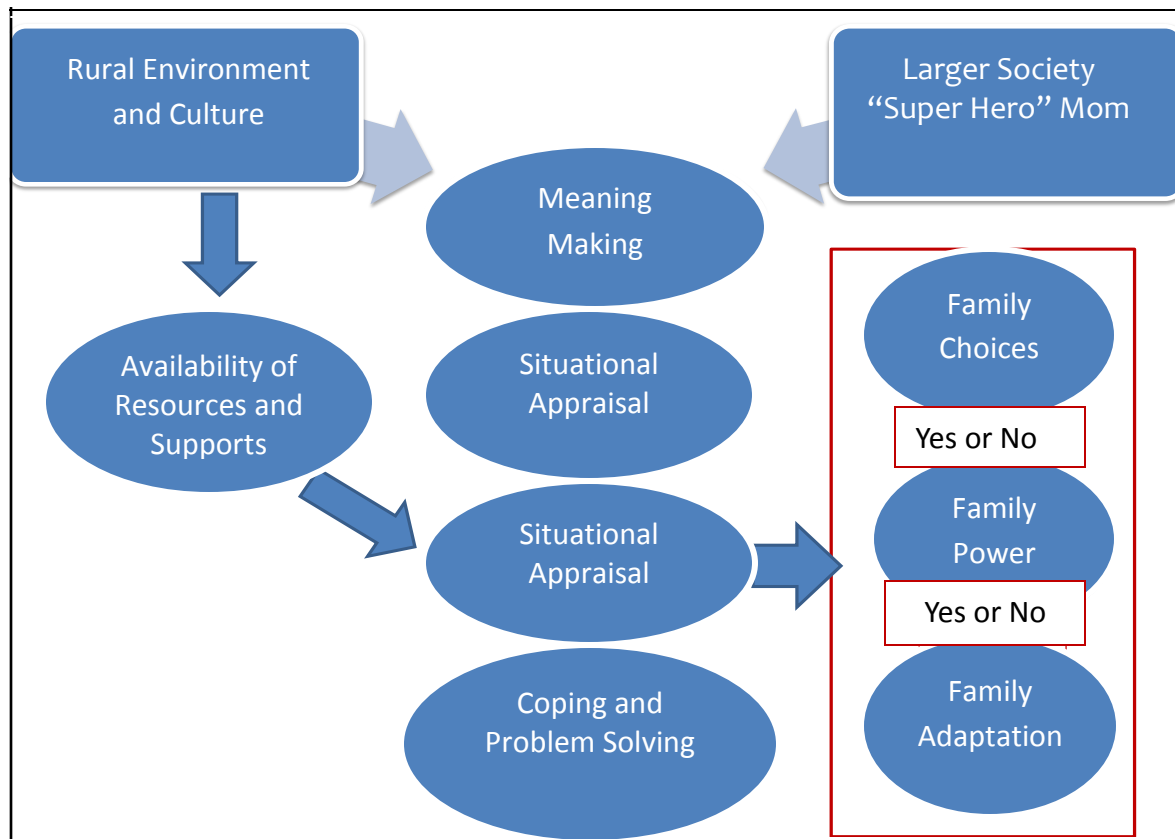 Rural Environment
and Culture
Larger Society
“Super Hero” Mom
Meaning
Making
Availability of
Resources and
Supports
Situational
Appraisal
Situational
Appraisal
Coping and
Problem Solving
Family
Choices
Yes or No
Family
Power
Yes or No
Family
Adaptation